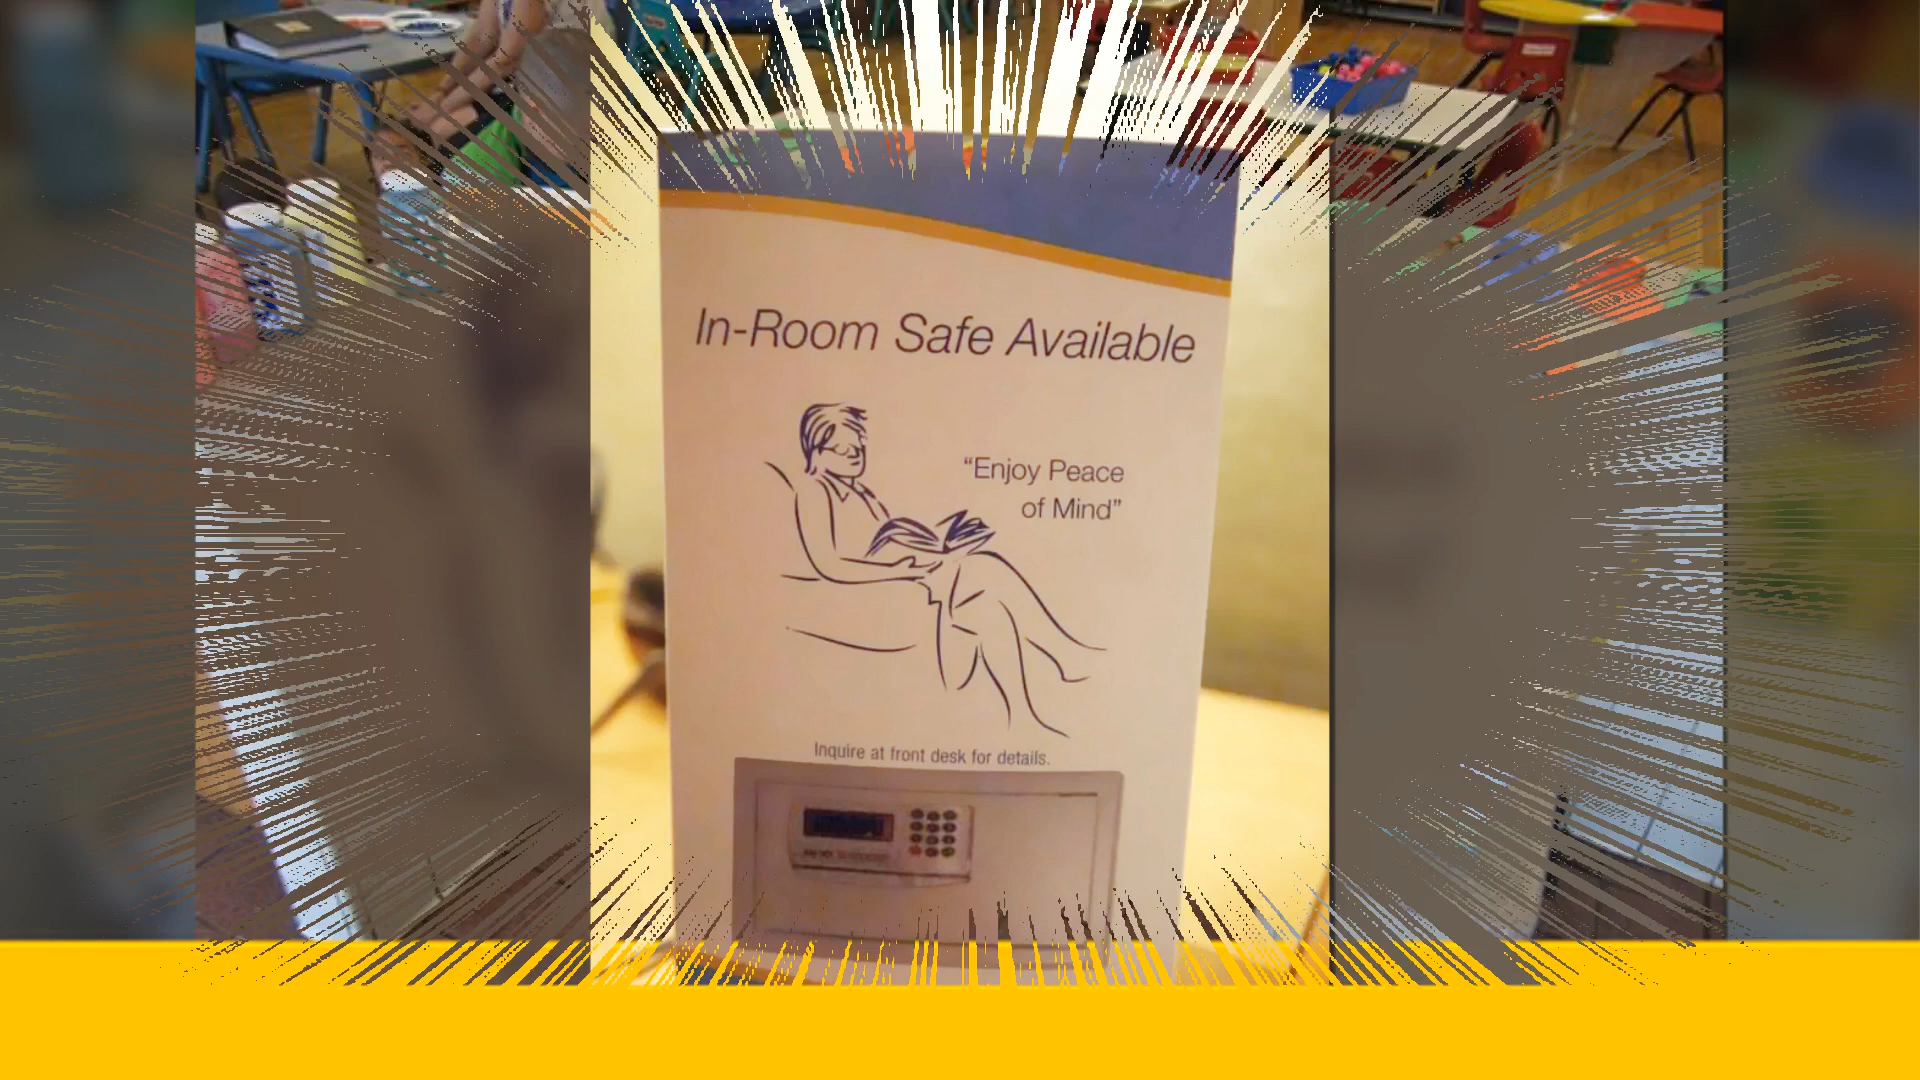 In-Room Safe Available
“Enjoy Peace
of Mind”
Inquire at front desk for details.